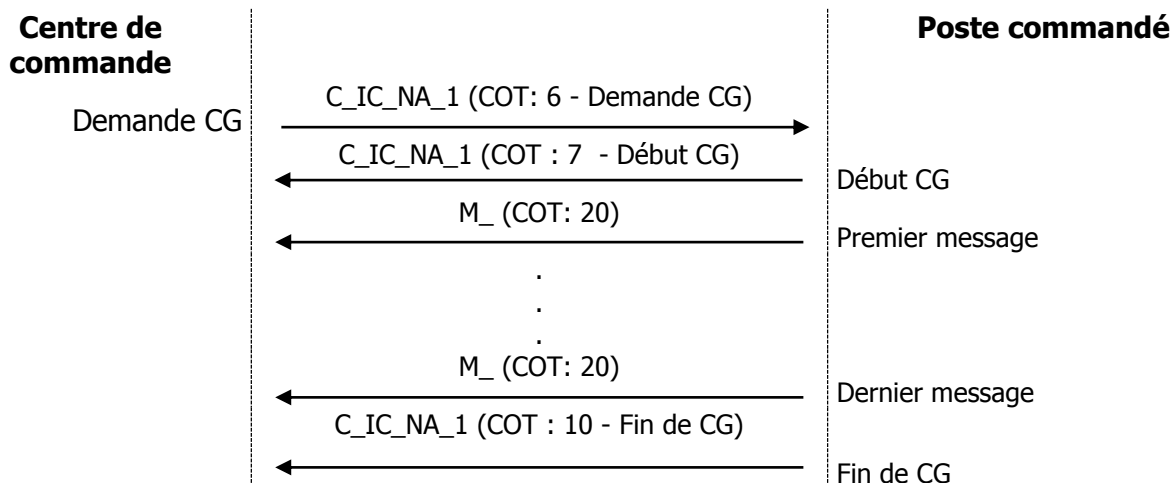 Centre de
commande
Poste commandé
C_IC_NA_1 (COT: 6 - Demande CG)
Demande CG
C_IC_NA_1 (COT : 7 - Début CG)
Début CG
M_ (COT: 20)
Premier message
.
.
.
M_ (COT: 20)
Dernier message
C_IC_NA_1 (COT : 10 - Fin de CG)
Fin de CG